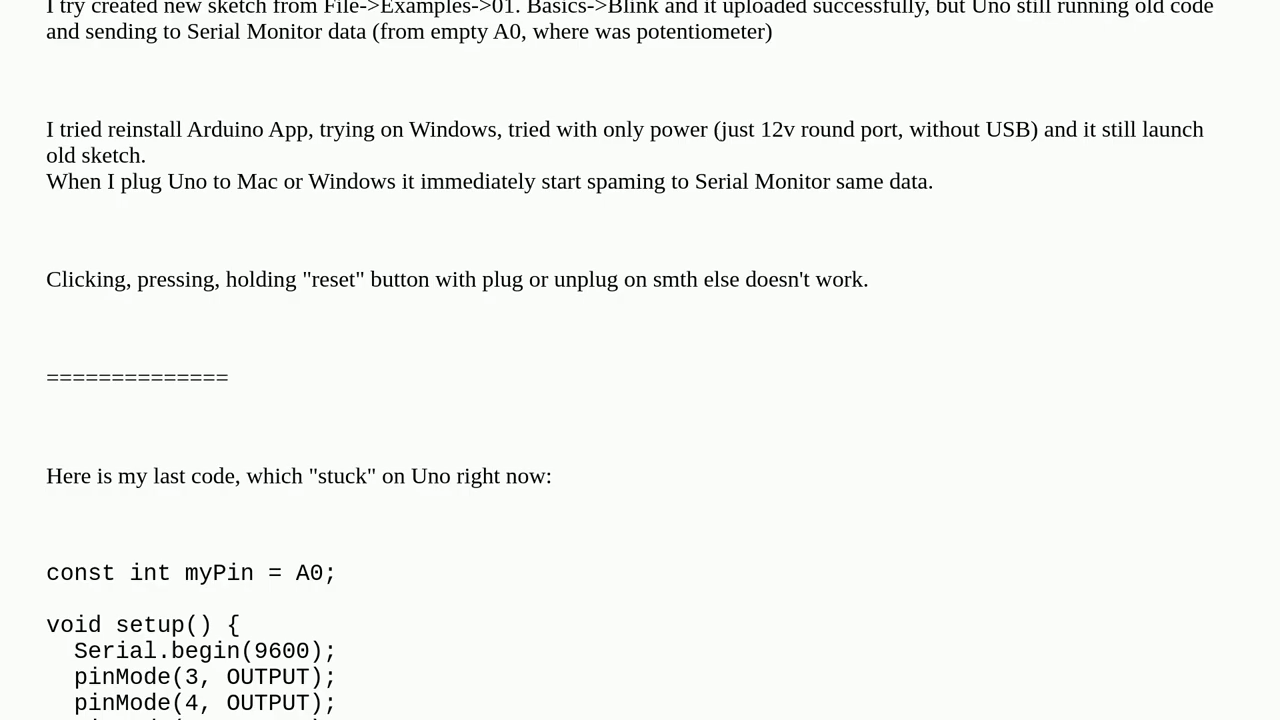 I try created new sketch from File->Examples->01. Basics->Blink and it uploaded successfully, but Uno still running old code
and sending to Serial Monitor data (from empty A0, where was potentiometer)
I tried reinstall Arduino App, trying on Windows, tried with only power (just 12v round port, without USB) and it still launch
old sketch.
When I plug Uno to Mac or Windows it immediately start spaming to Serial Monitor same data.
Clicking, pressing, holding "reset" button with plug or unplug on smth else doesn't work.
==============
Here is my last code, which "stuck" on Uno right now:
const int myPin = A0;
void setup() {
  Serial.begin(9600);
  pinMode(3, OUTPUT);
  pinMode(4, OUTPUT);